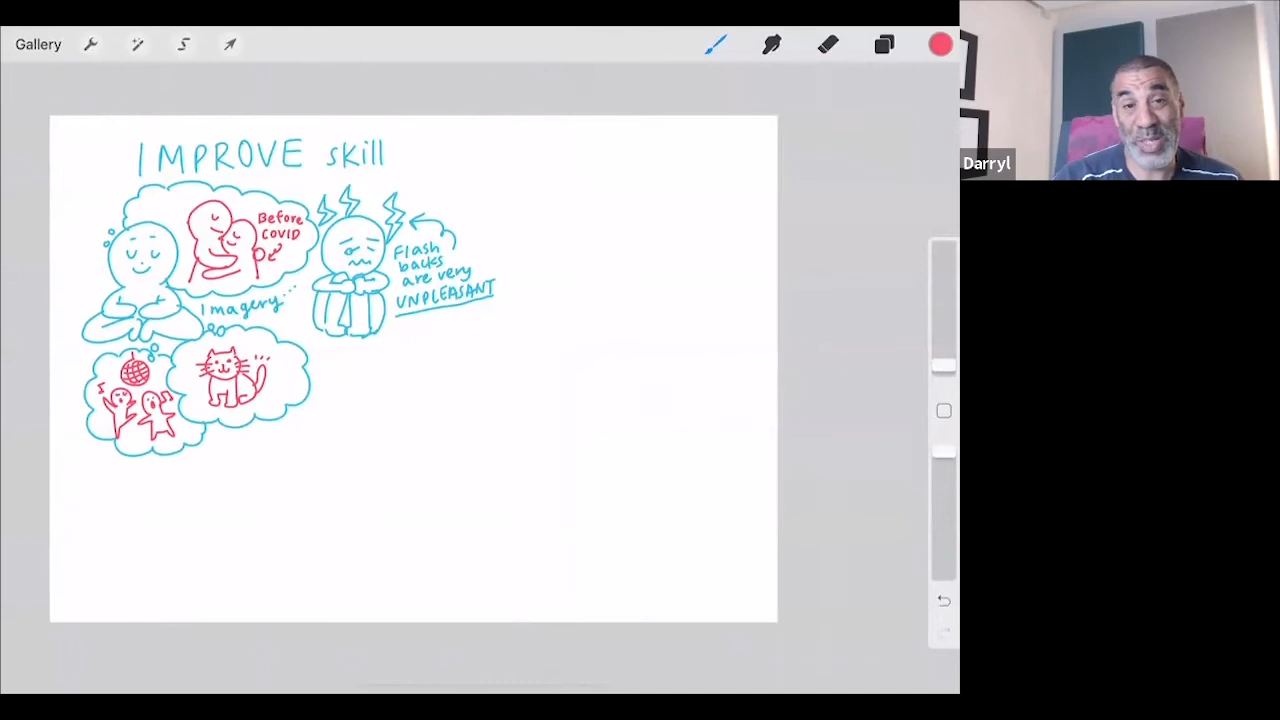 Gallery
IMPROVE skill
Before
COVID
Flash
backs
are very
UNPLEASANT
Imagery...
Darryl